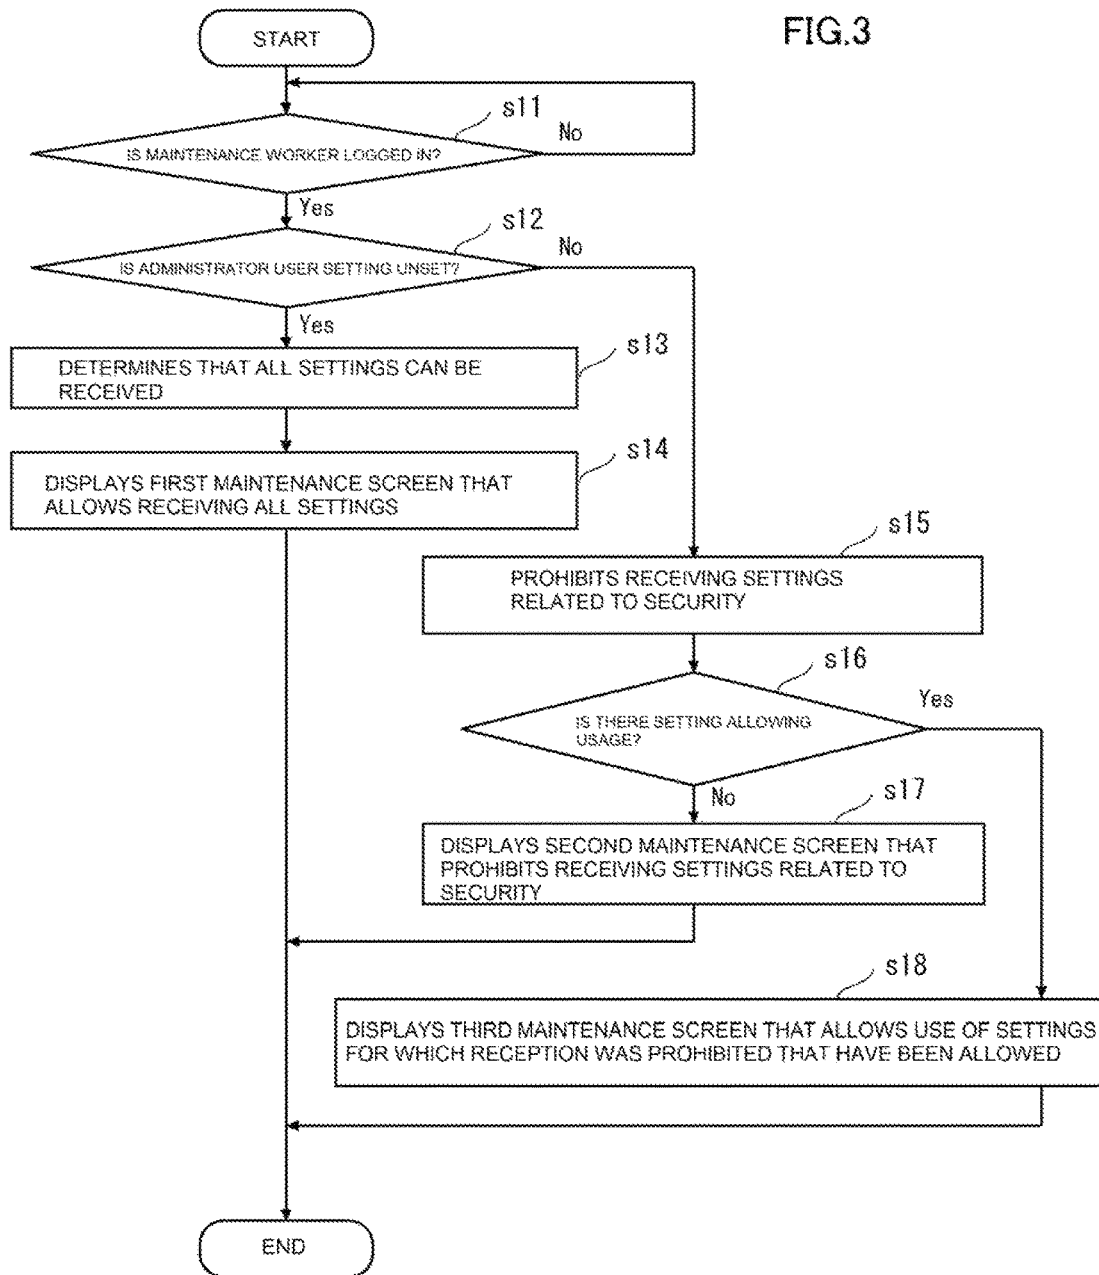 FIG.3
START
s11
No
IS MAINTENANCE WORKER LOGGED IN?
Yes
s12
No
IS ADMINISTRATOR USER SETTING UNSET?
Yes
s13
DETERMINES THAT ALL SETTINGS CAN BE
RECEIVED
s14
DISPLAYS FIRST MAINTENANCE SCREEN THAT
ALLOWS RECEIVING ALL SETTINGS
s15
PROHIBITS RECEIVING SETTINGS
RELATED TO SECURITY
s16
Yes
IS THERE SETTING ALLOWING
USAGE?
No
s17
DISPLAYS SECOND MAINTENANCE SCREEN THAT
PROHIBITS RECEIVING SETTINGS RELATED TO
SECURITY
s18
DISPLAYS THIRD MAINTENANCE SCREEN THAT ALLOWS USE OF SETTINGS
FOR WHICH RECEPTION WAS PROHIBITED THAT HAVE BEEN ALLOWED
END